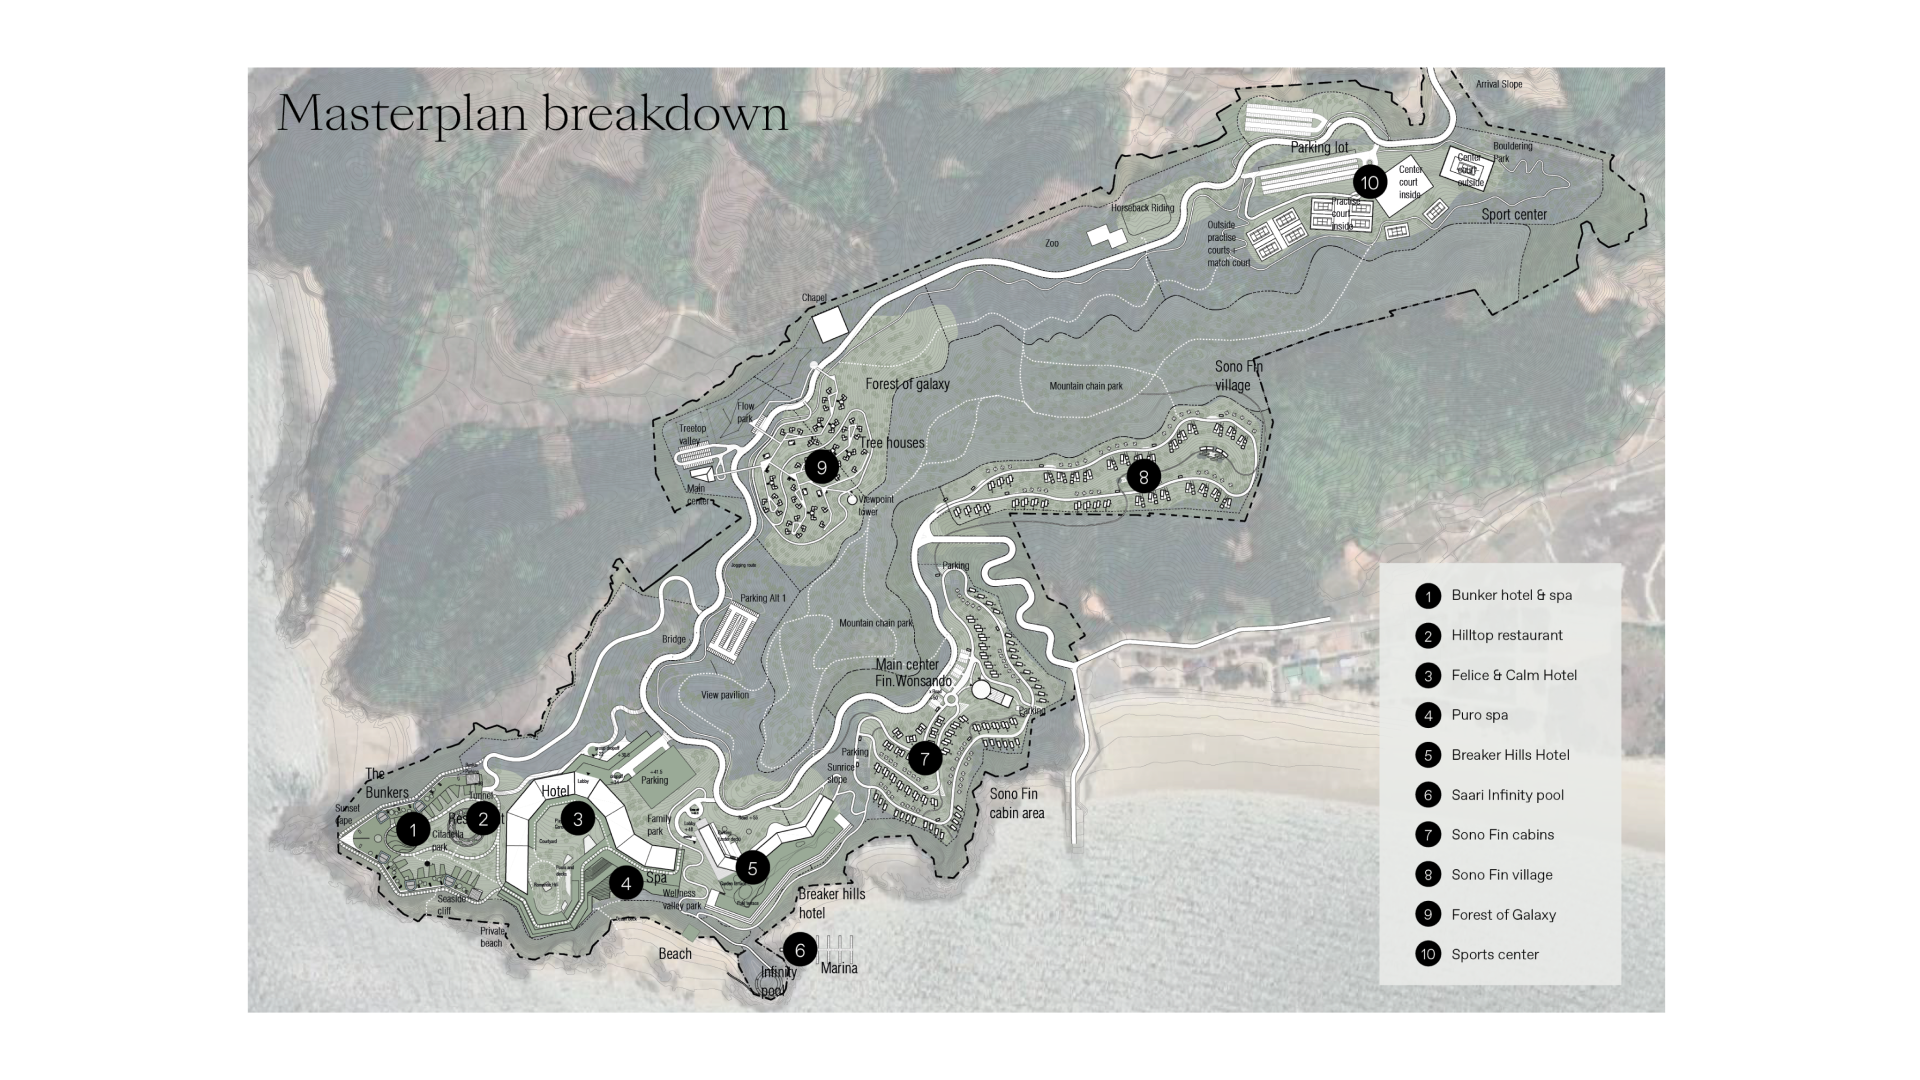 Masterplan breakdown
Arrival Slope
Parking lot
Bouldering
Park
Center
court
outside
Center
court
inside
10
Practise
court
inside
Sport center
Horseback Riding
Outside
practise
courts +
match court
Zoo
Chapel
Sono Fin
village
Forest of galaxy
Mountain chain park
Flow
park
Treetop
valley
Tree houses
9
8
Main
center
Viewpoint
tower
Jogging route
Parking
Parking Alt 1
Mountain chain park
Bridge
Main center
Fin.Wonsando
View pavilion
Parking
Parking
7
Sunrice
slope
The
Bunkers
Lobby
Parking
Hotel
Tunnel
Sono Fin
cabin area
Sunset
cape
1
2
3
Family
park
Citadella
park
Courtyard
5
4
Spa
Wellness
valley park
Seaside
cliff
Breaker hills
hotel
Private
beach
Beach
6
Marina
Infinity
pool
1 Bunker hotel & spa
2 Hilltop restaurant
3 Felice & Calm Hotel
4 Puro spa
5 Breaker Hills Hotel
6 Saari Infinity pool
7 Sono Fin cabins
8 Sono Fin village
9 Forest of Galaxy
10 Sports center